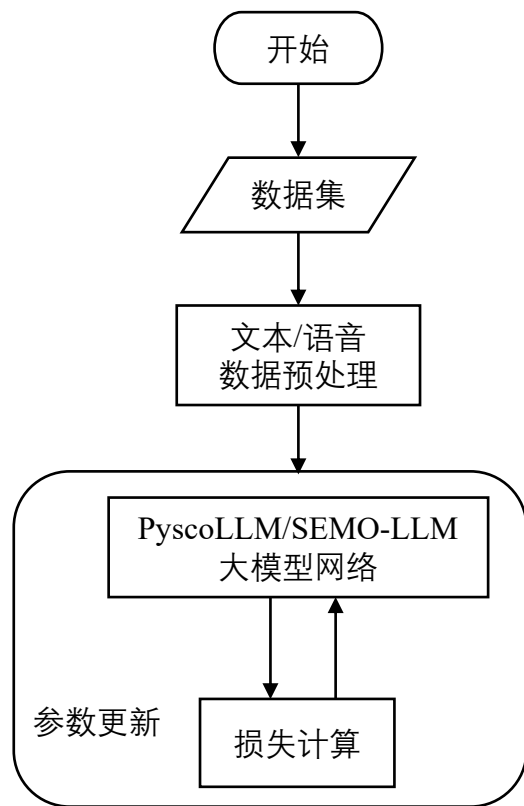 开始
数据集
文本/语音
数据预处理
PyscoLLM/SEMO-LLM
大模型网络
参数更新
损失计算